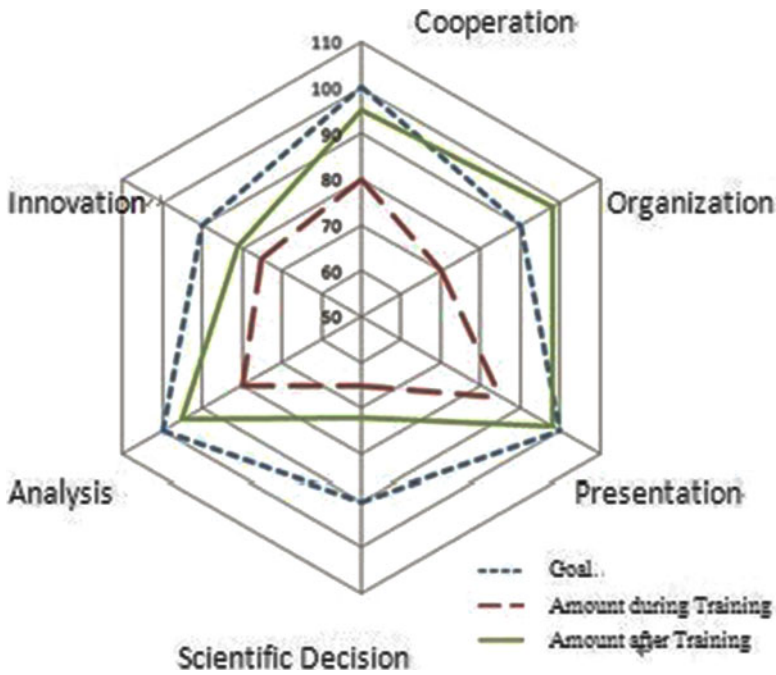 Cooperation
110
100
90
80
70
60
50
Innovation
Organization
Analysis
Presentation
Scientific Decision
Goal..
Amount during Training
Amount after Training